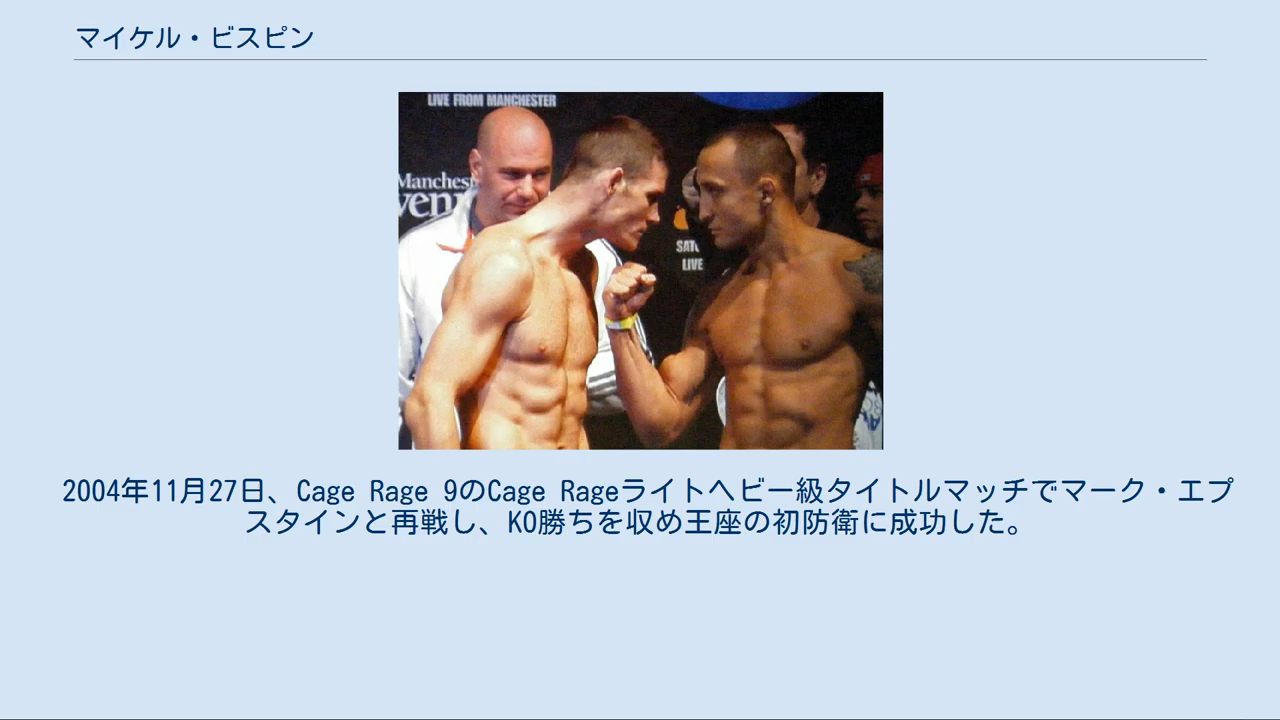 マイケル・ビスピン
LIVE FROM MANCHESTER
SAT
LIVE
2004年11月27日、Cage Rage 9のCage Rageライトヘビー級タイトルマッチでマーク・エプ
スタインと再戦し、KO勝ちを収め王座の初防衛に成功した。